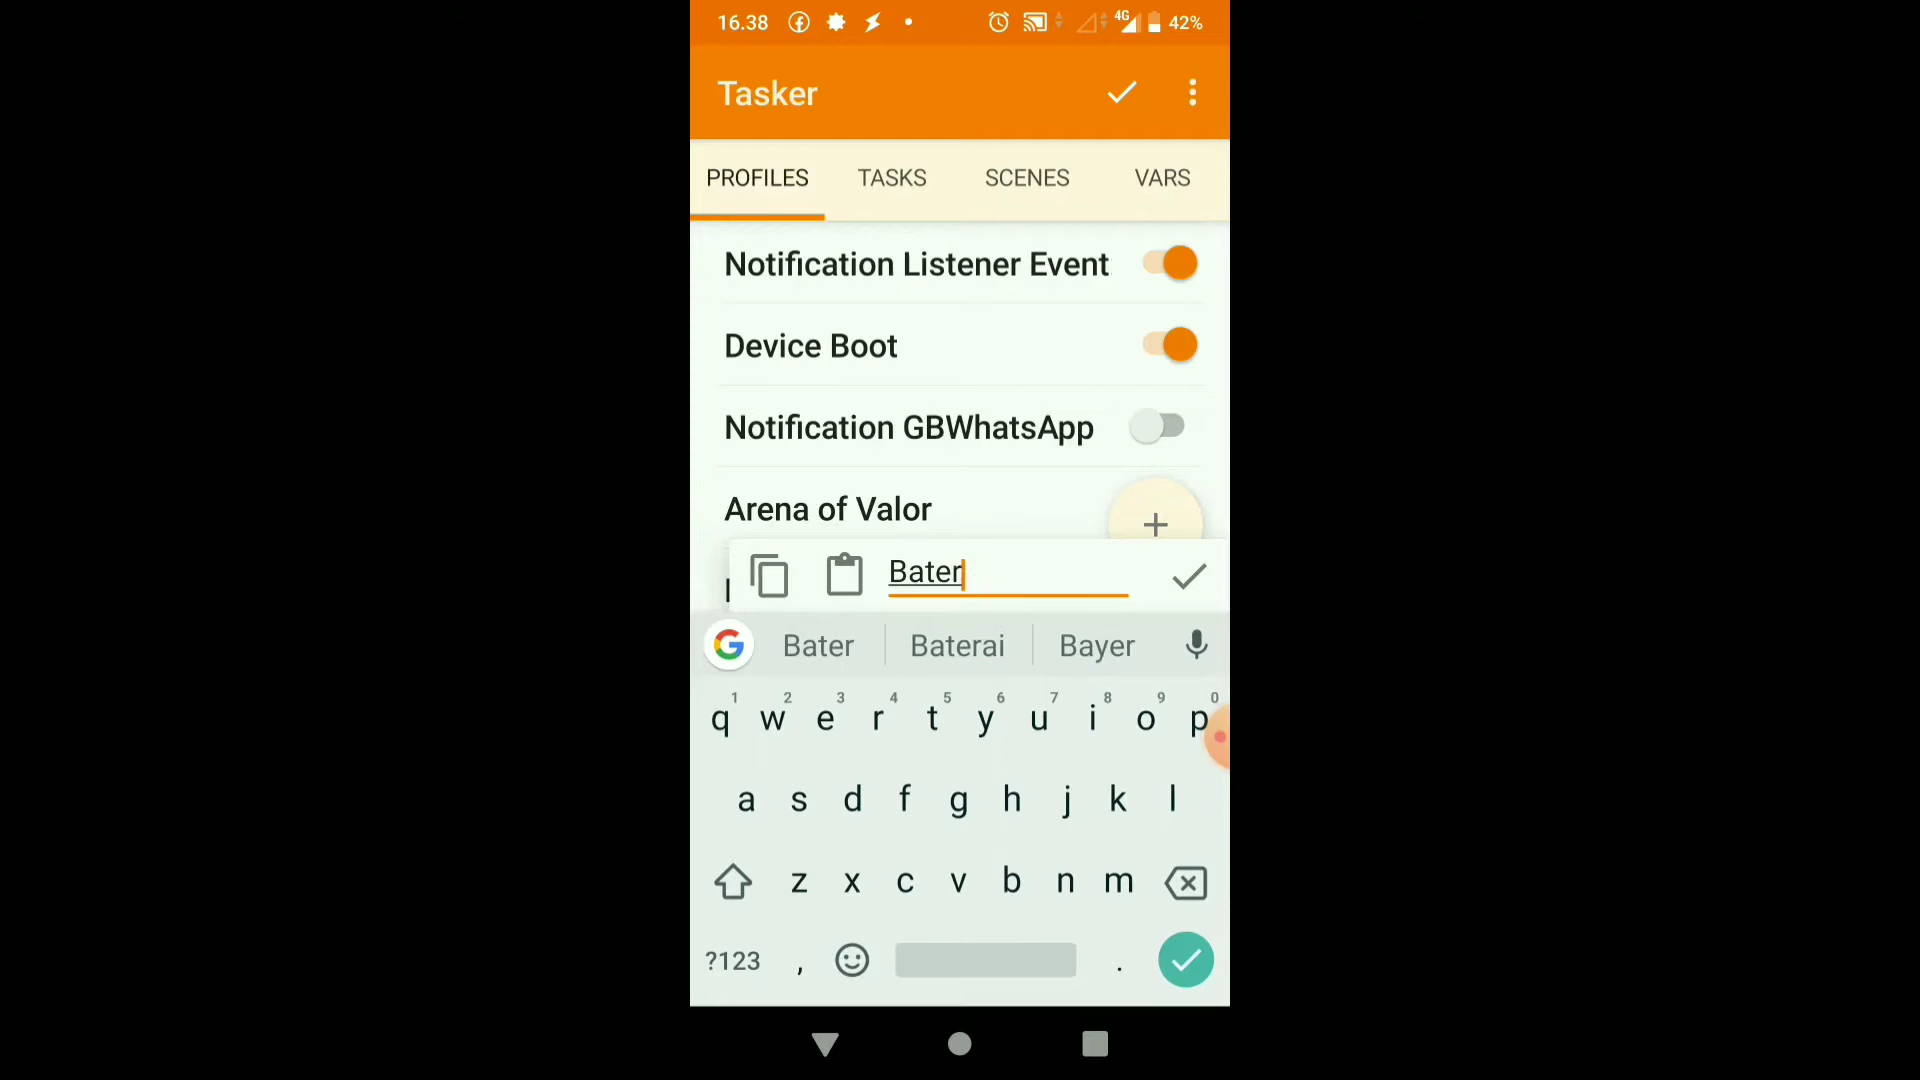 16.38 4G 42%
Tasker
PROFILES TASKS SCENES VARS
Notification Listener Event
Device Boot
Notification GBWhatsApp
Arena of Valor
+
Bater
Bater Baterai Bayer
1 2 3 4 5 6 7 8 9 0
q w e r t y u i o p
a s d f g h j k l
z x c v b n m
?123 , .